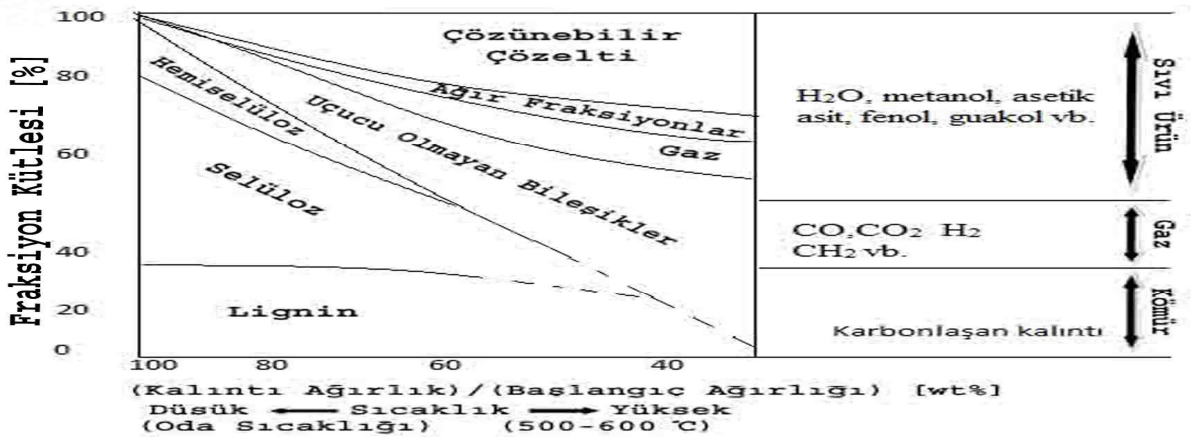 Fraksiyon Kütlesi [%]
100
80
60
40
20
0
Çözünebilir
Çözelti
Ağır Fraksiyonlar
Gaz
Hemiselüloz
Uçucu Olmayan Bileşikler
Selüloz
Lignin
H2O, metanol, asetik
asit, fenol, guakol vb.
Sıvı Ürün
CO,CO2 H2
CH2 vb.
Gaz
Karbonlaşan kalıntı
Kömür
100 80 60 40
(Kalıntı Ağırlık)/(Başlangıç Ağırlığı) [wt%]
Düsük Sıcaklık Yüksek
(Oda Sıcaklığı) (500-600 ℃)